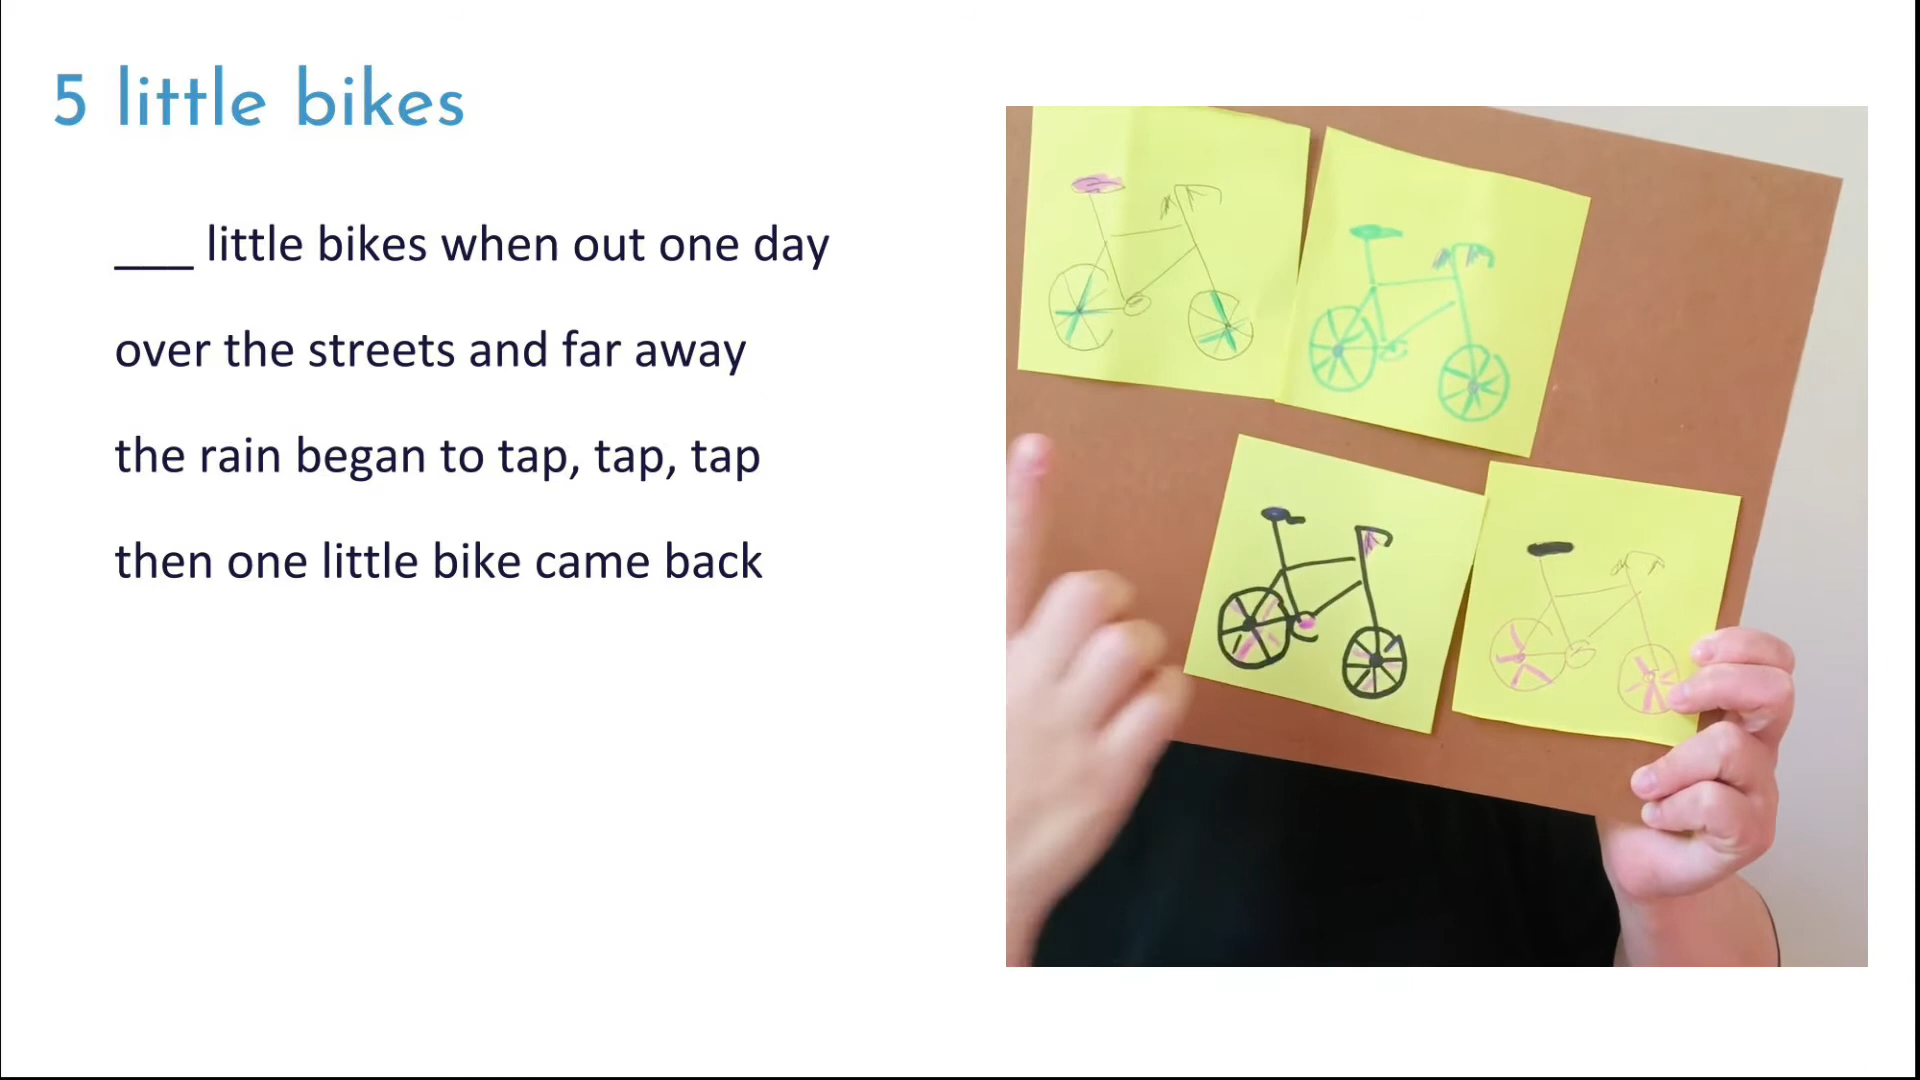 5 little bikes
___ little bikes when out one day
over the streets and far away
the rain began to tap, tap, tap
then one little bike came back